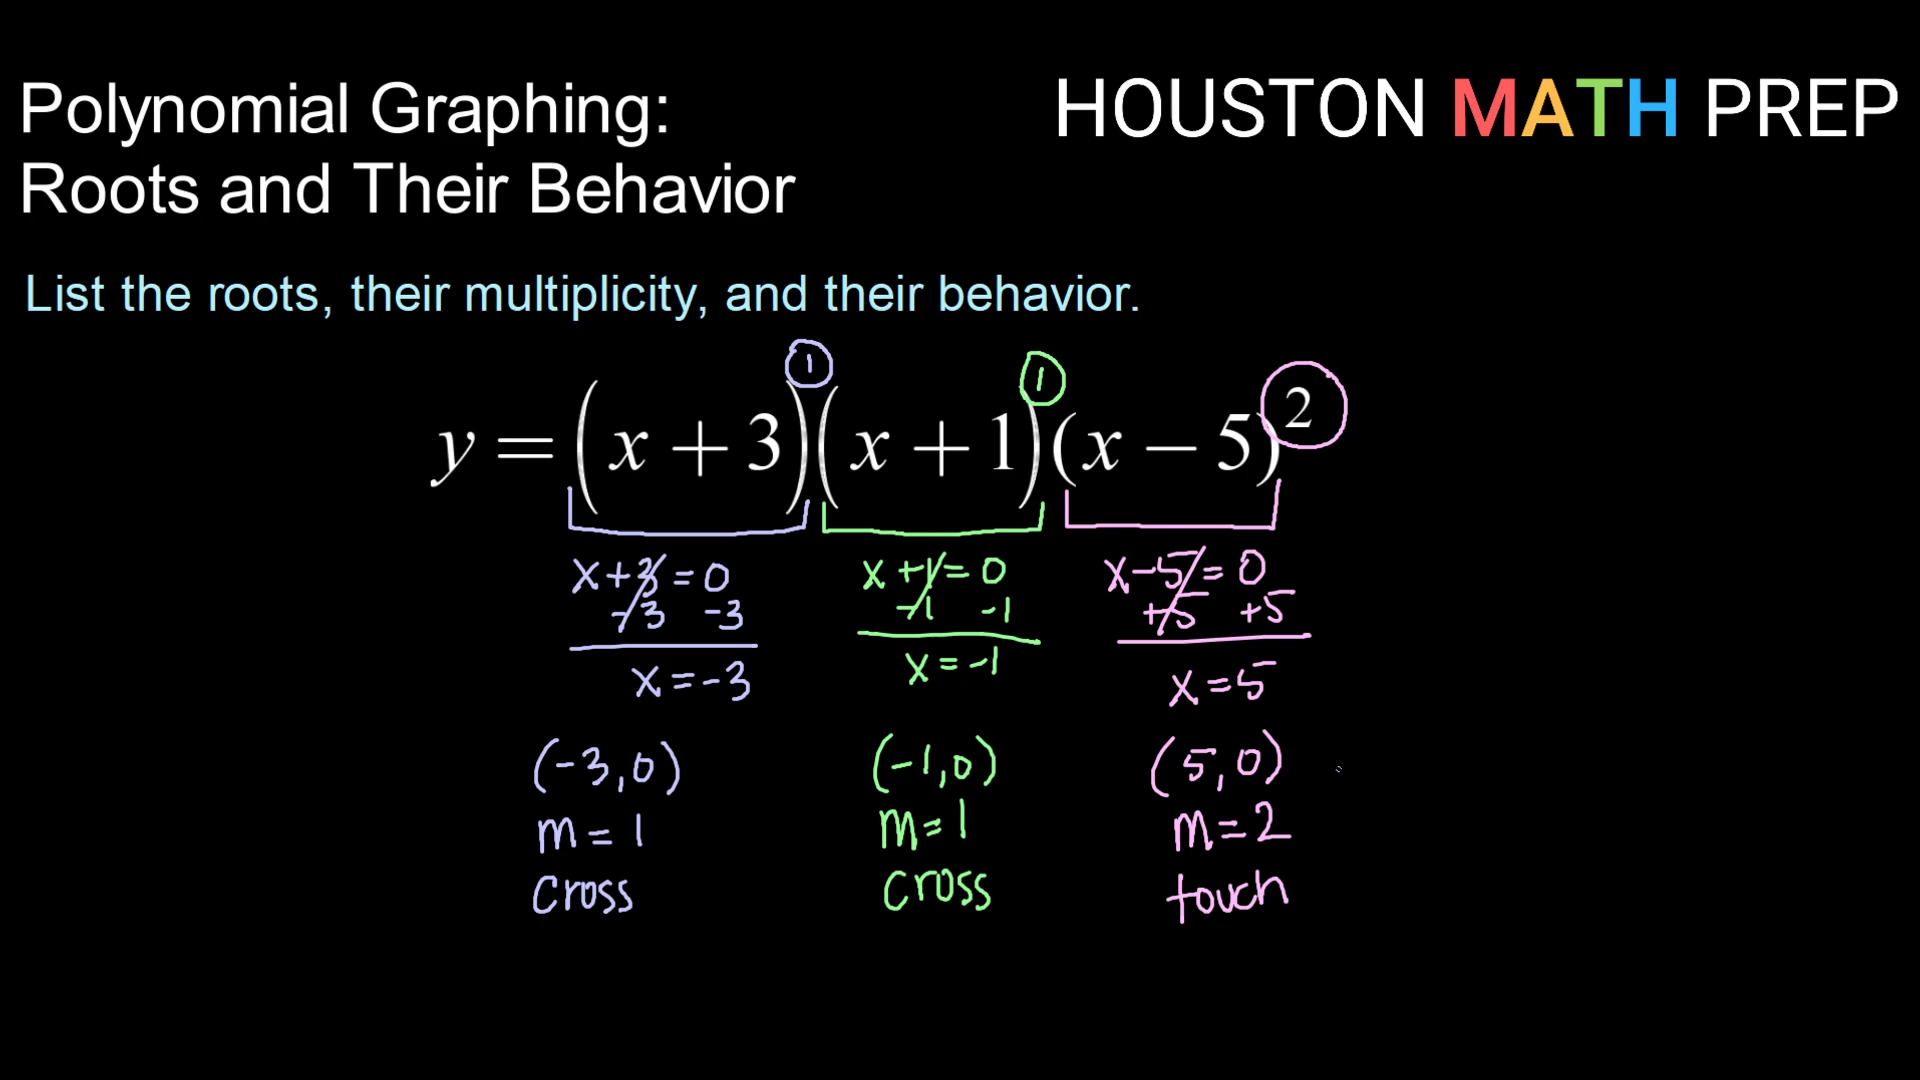 Polynomial Graphing:
Roots and Their Behavior
HOUSTON MATH PREP
List the roots, their multiplicity, and their behavior.
y = (x + 3)^1 (x + 1)^1 (x − 5)^2
x+3=0
-3 -3
x=-3
(-3,0)
m=1
cross
x+1=0
-1 -1
x=-1
(-1,0)
m=1
cross
x-5=0
+5 +5
x=5
(5,0)
m=2
touch